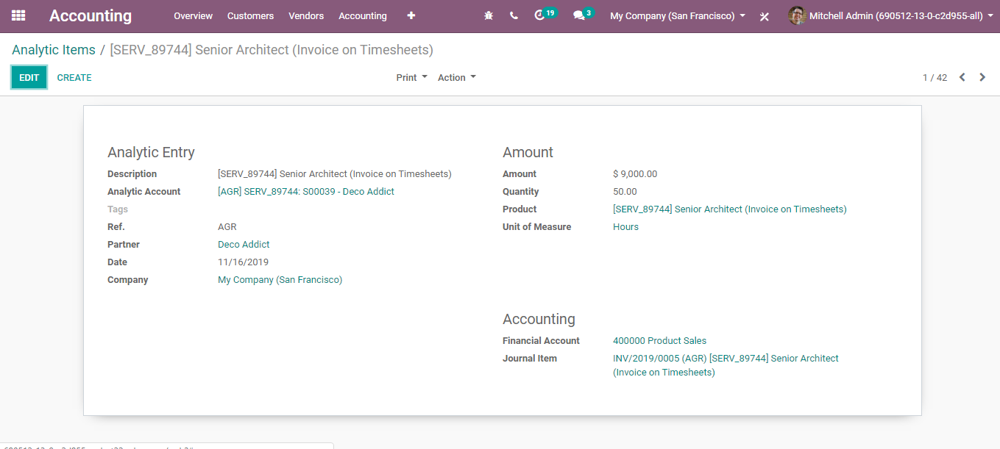 Accounting Overview Customers Vendors Accounting 19 3 My Company (San Francisco) Mitchell Admin (690512-13-0-c2d955-all)
Analytic Items / [SERV_89744] Senior Architect (Invoice on Timesheets)
EDIT CREATE Print Action 1 / 42
Analytic Entry
Description [SERV_89744] Senior Architect (Invoice on Timesheets)
Analytic Account [AGR] SERV_89744: S00039 - Deco Addict
Tags
Ref. AGR
Partner Deco Addict
Date 11/16/2019
Company My Company (San Francisco)
Amount
Amount $ 9,000.00
Quantity 50.00
Product [SERV_89744] Senior Architect (Invoice on Timesheets)
Unit of Measure Hours
Accounting
Financial Account 400000 Product Sales
Journal Item INV/2019/0005 (AGR) [SERV_89744] Senior Architect
(Invoice on Timesheets)